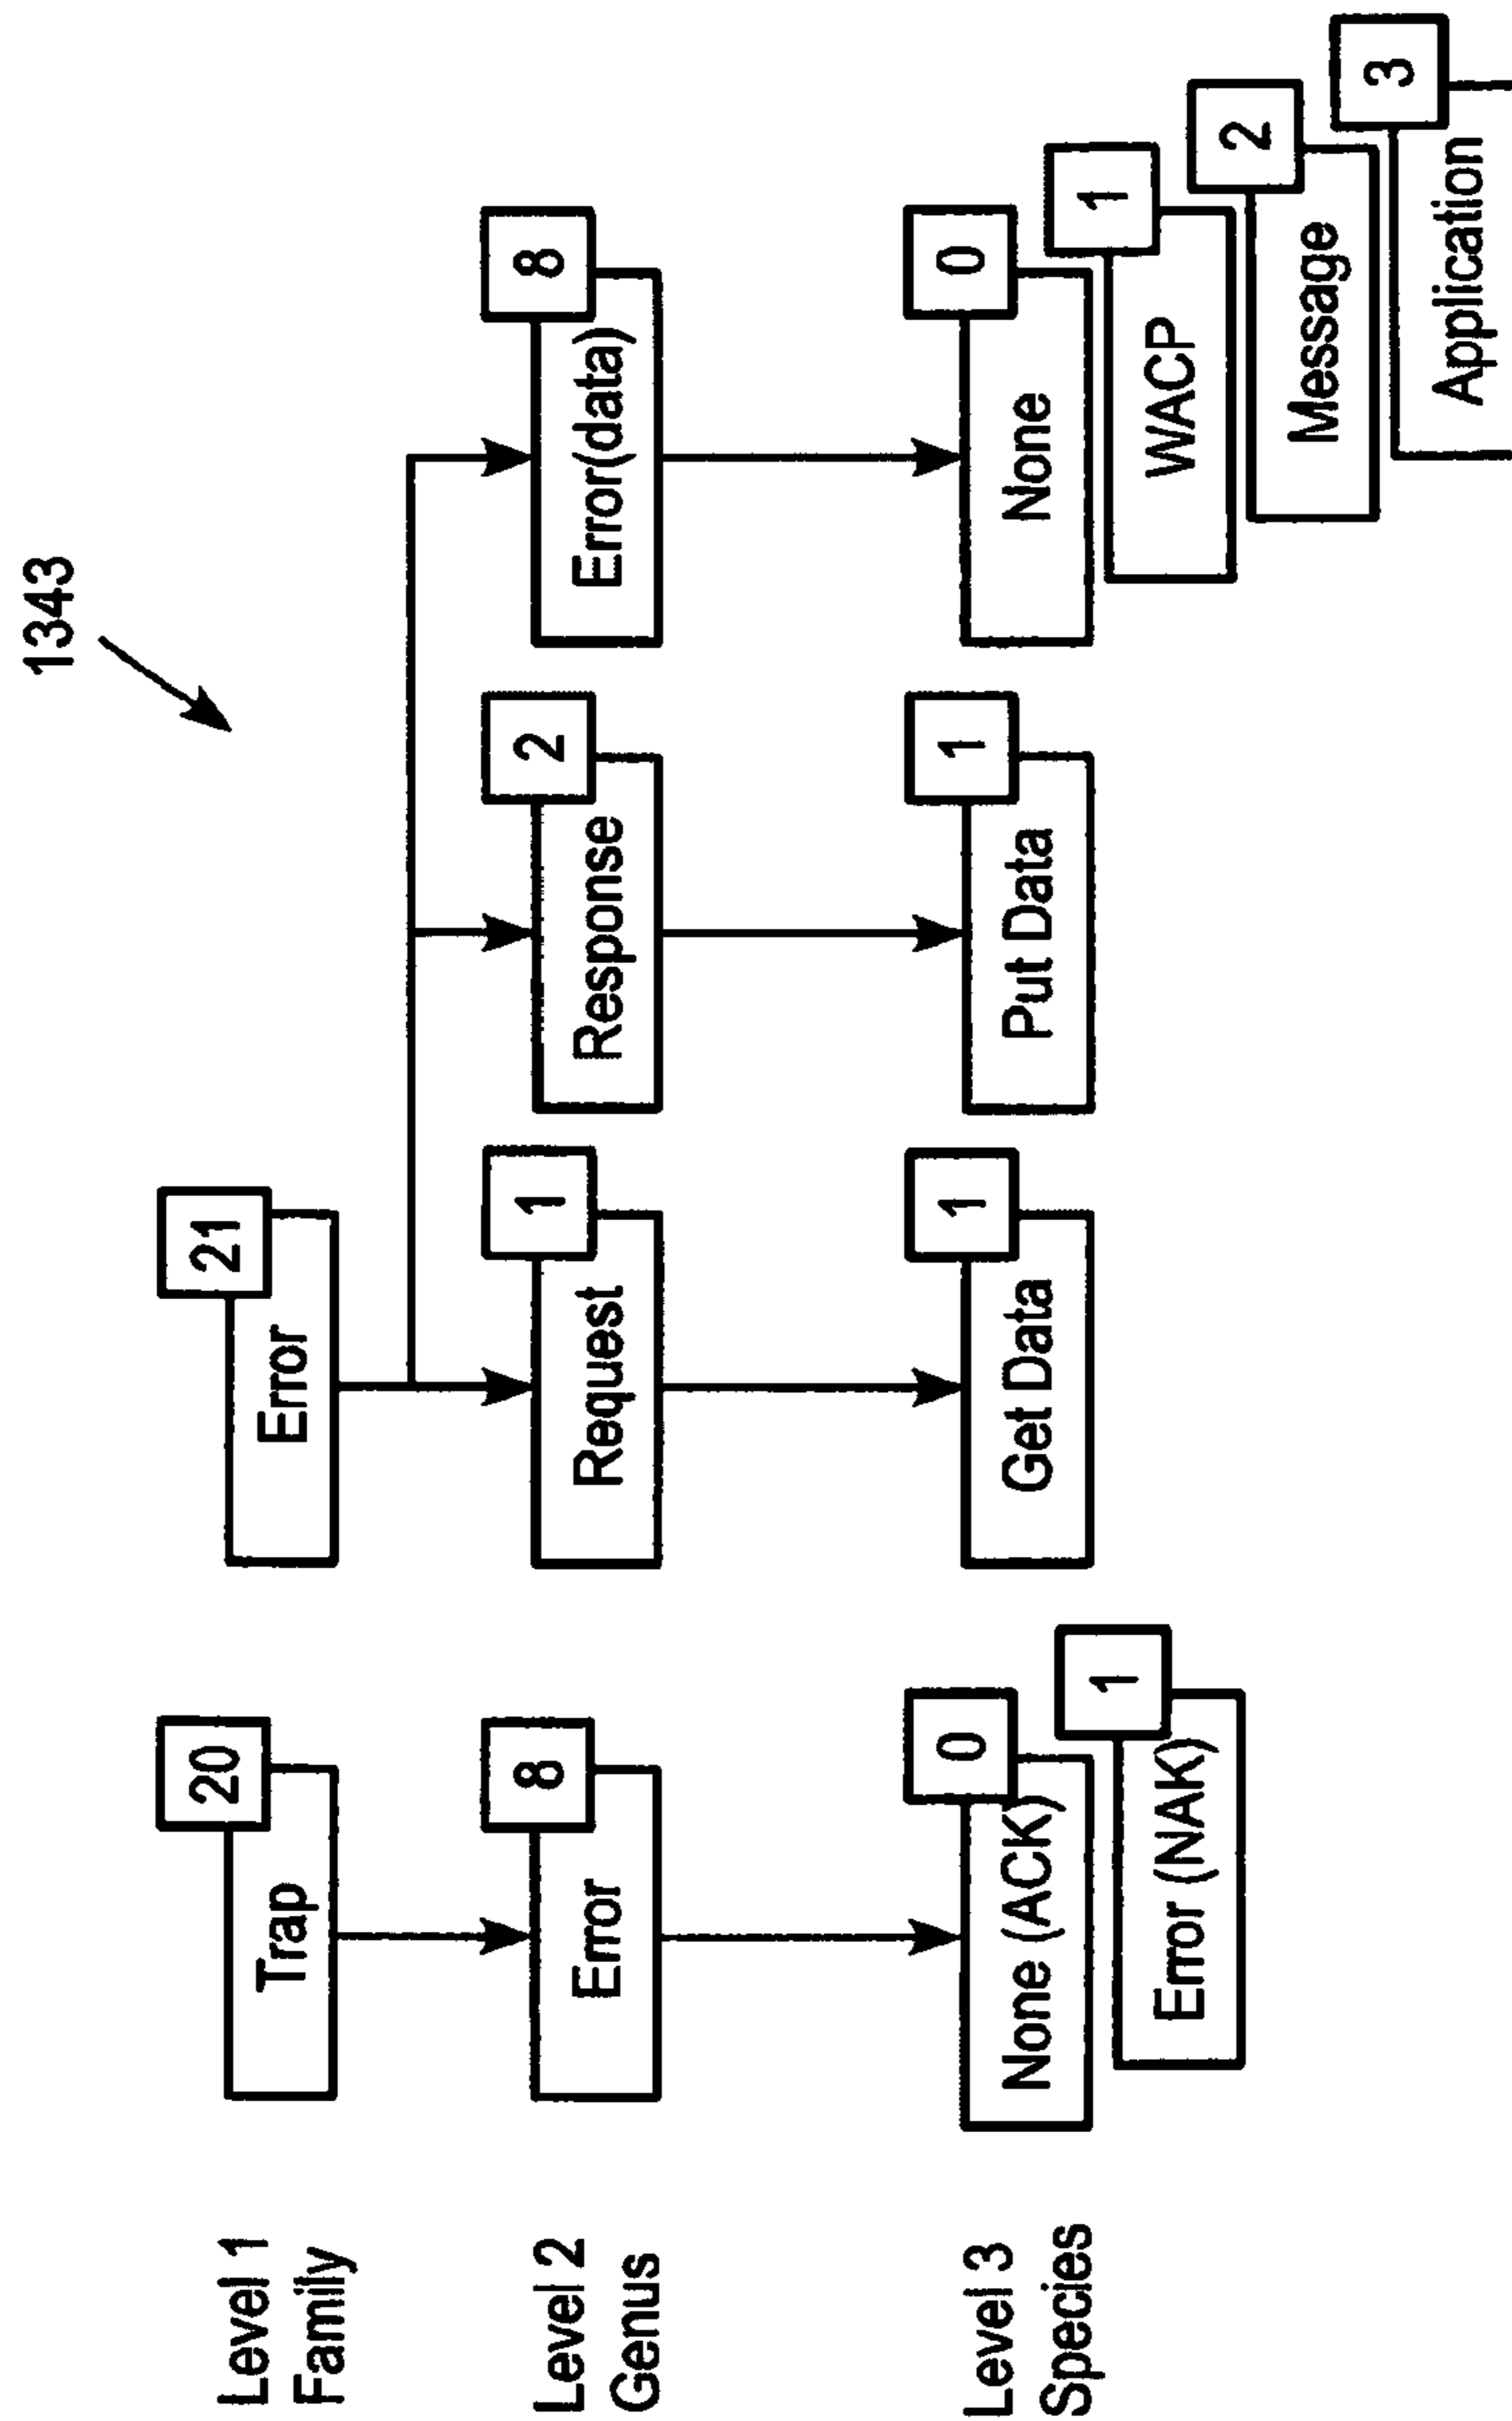 1343
Level 1
Family
Trap
20
Error
21
Level 2
Genus
Error
8
Request
1
Response
2
Error(data)
8
Level 3
Species
None (ACK)
0
Error (NAK)
1
Get Data
1
Put Data
1
None
0
WACP
1
Message
2
Application
3